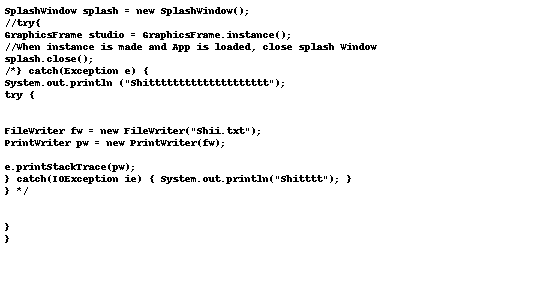 SplashWindow splash = new SplashWindow();
//try{
GraphicsFrame studio = GraphicsFrame.instance();
//When instance is made and App is loaded, close splash Window
splash.close();
/*} catch(Exception e) {
System.out.println ("Shitttttttttttttttttttt");
try {
FileWriter fw = new FileWriter("Shii.txt");
PrintWriter pw = new PrintWriter(fw);
e.printStackTrace(pw);
} catch(IOException ie) { System.out.println("Shitttt"); }
} */
}
}